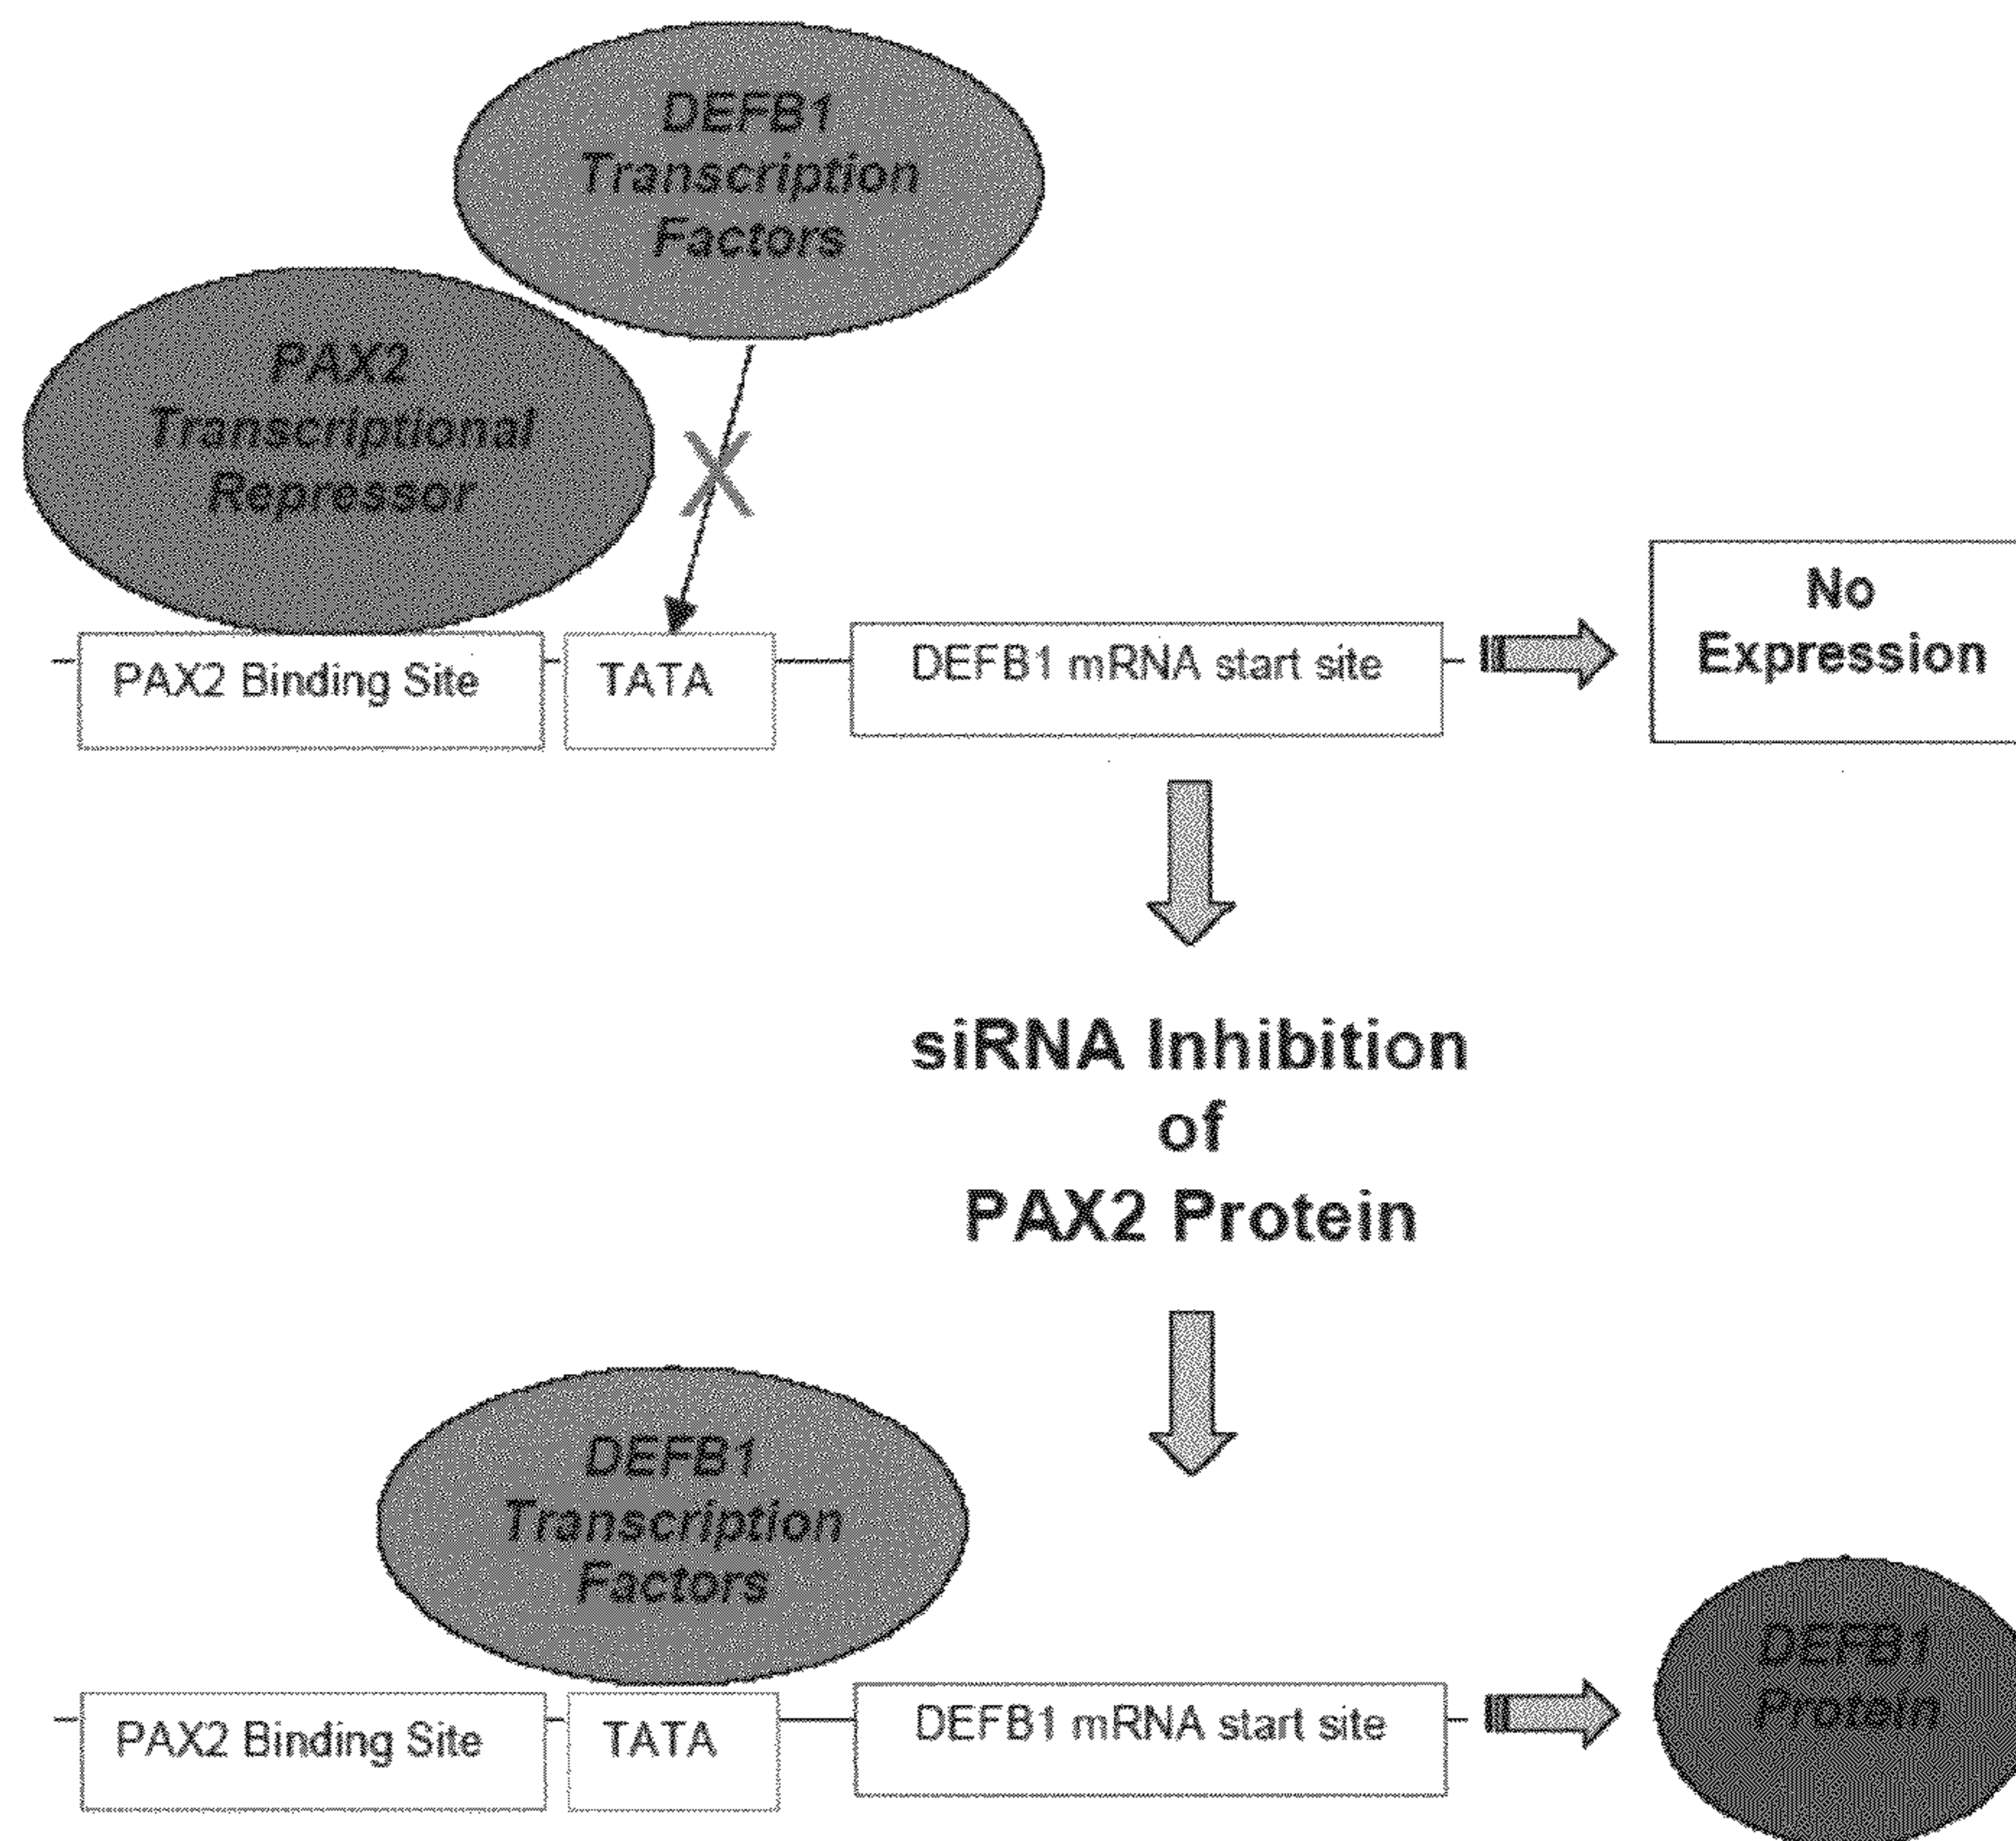 DEFB1
Transcription
Factors
PAX2
Transcriptional
Repressor
X
PAX2 Binding Site
TATA
DEFB1 mRNA start site
No
Expression
siRNA Inhibition
of
PAX2 Protein
DEFB1
Transcription
Factors
PAX2 Binding Site
TATA
DEFB1 mRNA start site
DEFB1
Protein